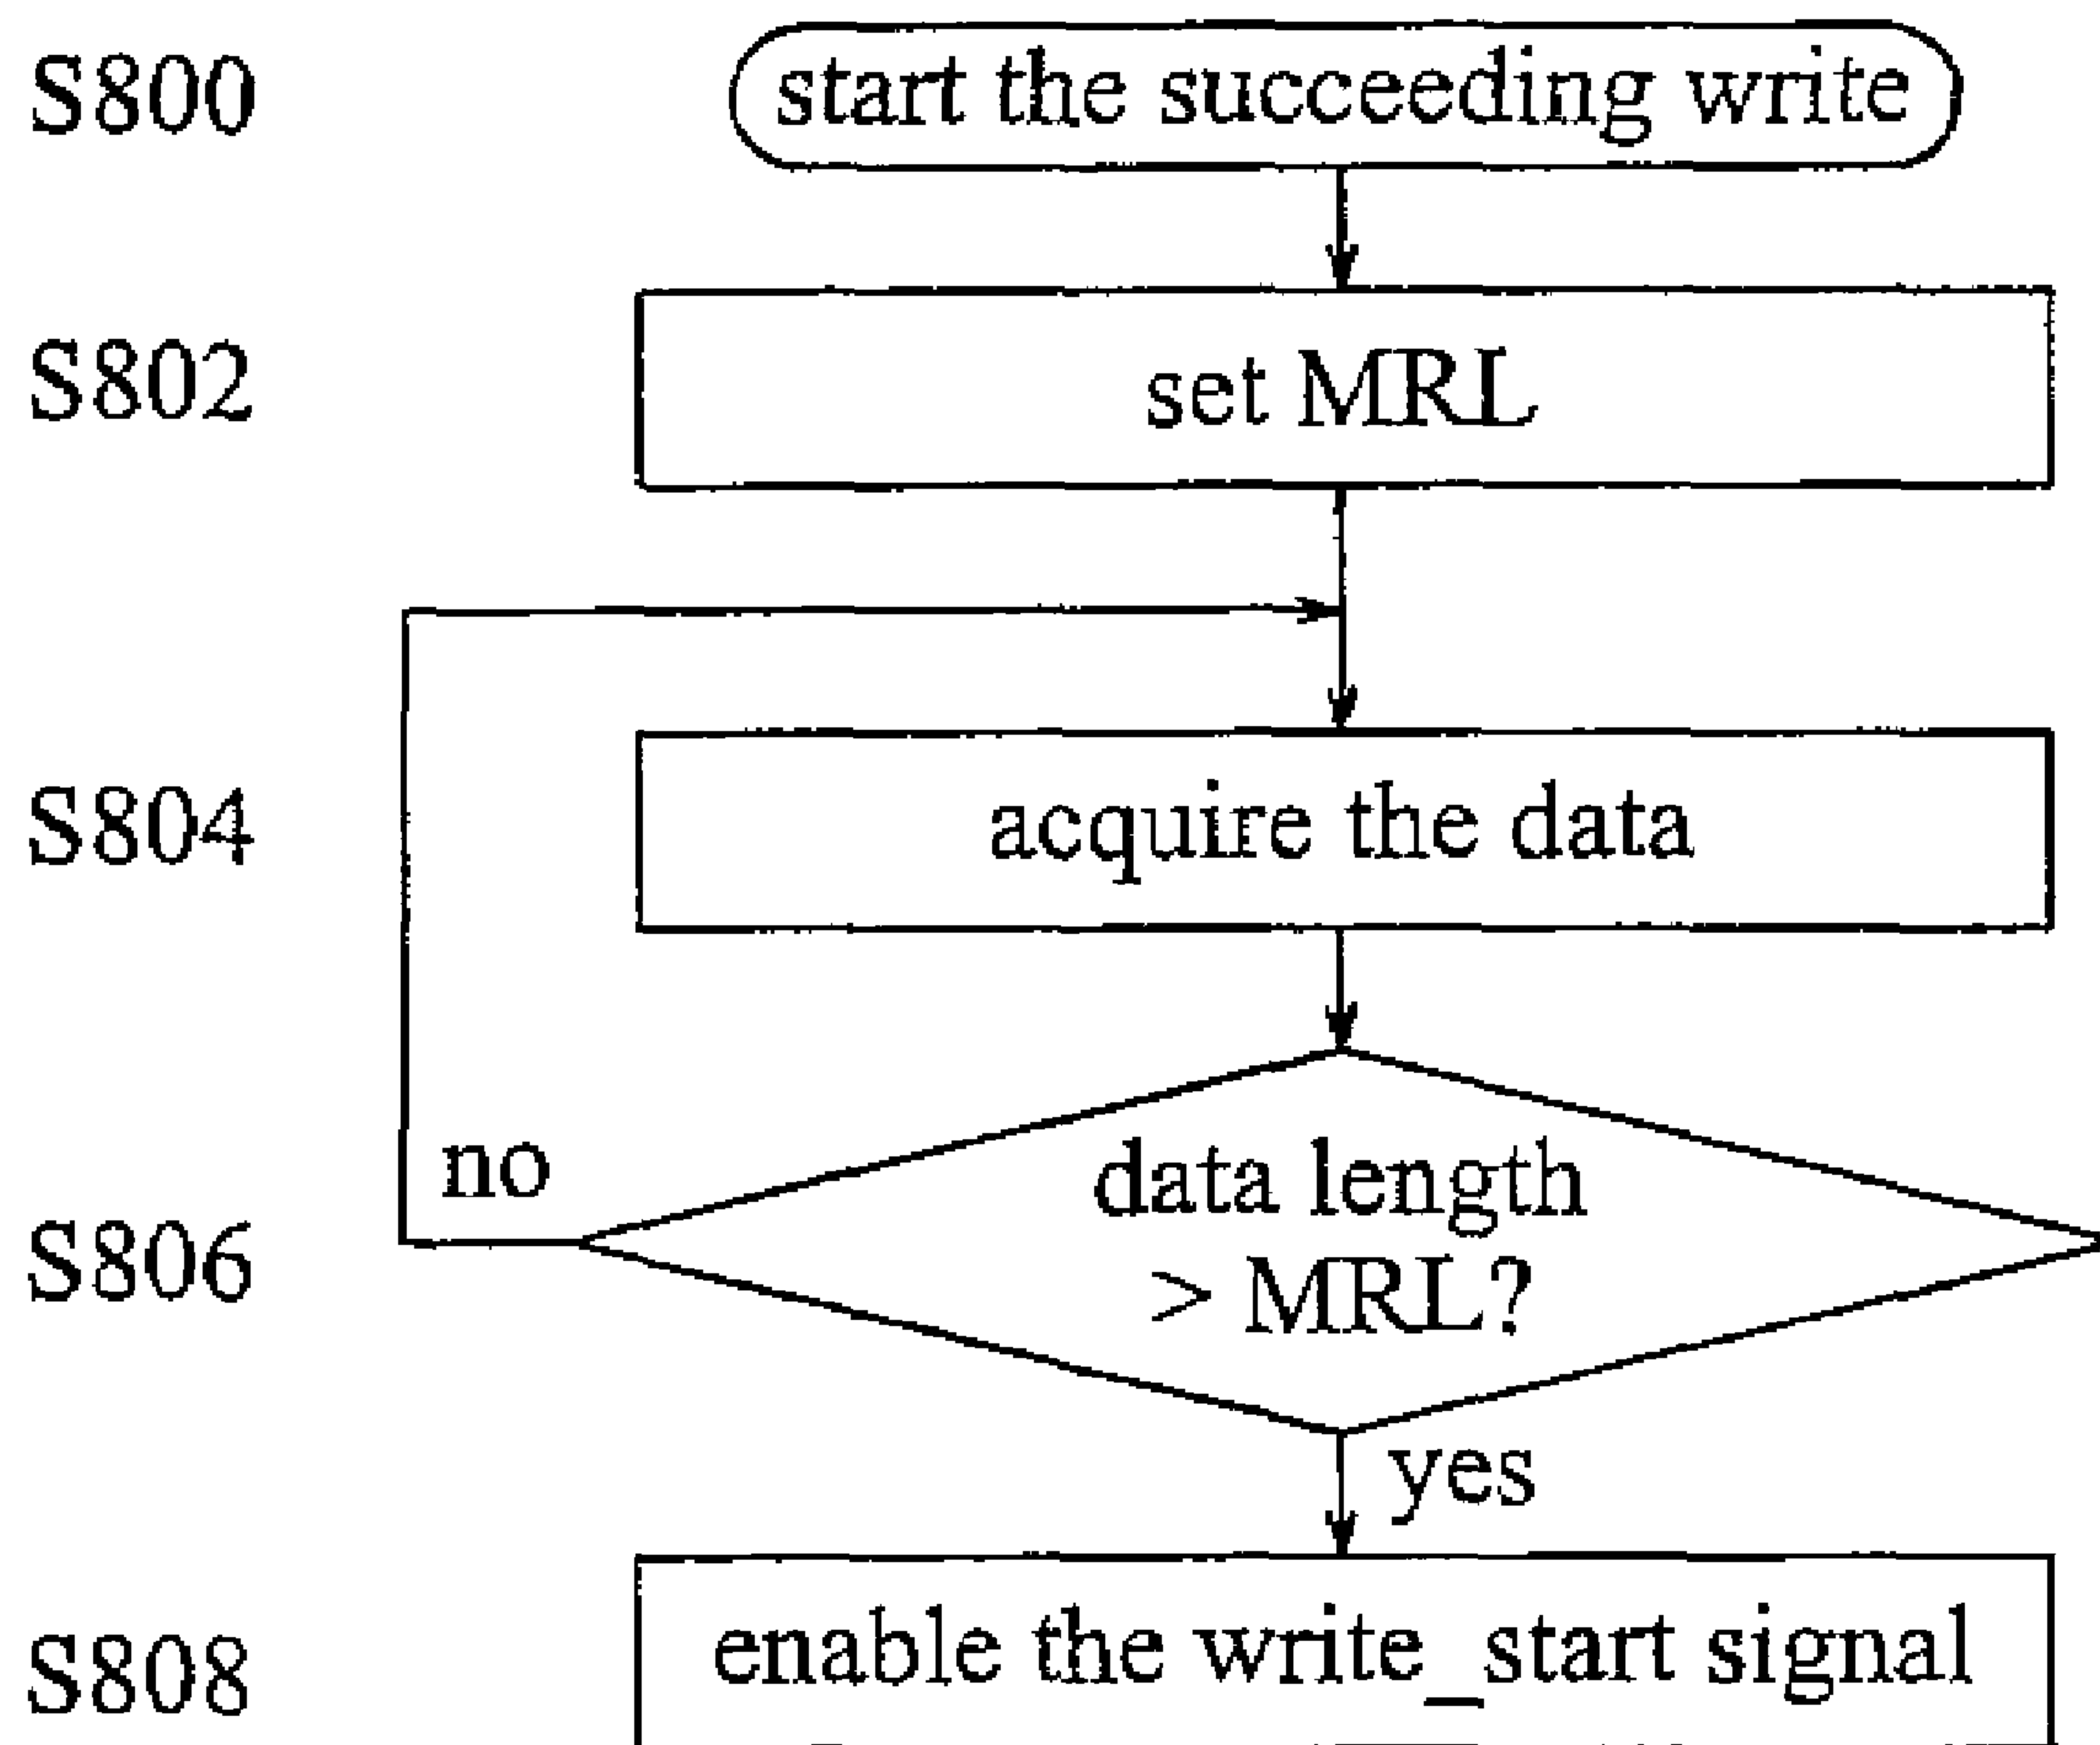 S800 start the succeeding write
S802 set MRL
S804 acquire the data
no
data length
S806 > MRL?
yes
S808 enable the write_start signal